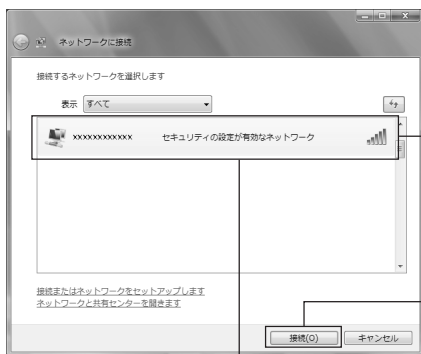 ネットワークに接続
接続するネットワークを選択します
表示 すべて
xxxxxxxxxxxx セキュリティの設定が有効なネットワーク
接続またはネットワークをセットアップします
ネットワークと共有センターを開きます
接続(O) キャンセル